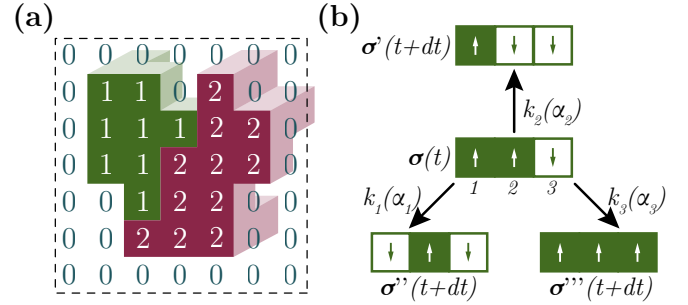 (a)
0 0 0 0 0 0 0
0 1 1 0 2 0 0
0 1 1 1 2 2 0
0 1 1 2 2 2 0
0 0 1 2 2 0 0
0 0 2 2 2 0 0
0 0 0 0 0 0 0
(b)
σ'(t+dt)
↑ ↓ ↓
k₂(α₂)
σ(t)
↑ ↑ ↓
1 2 3
k₁(α₁)
k₃(α₃)
↓ ↑ ↓
σ''(t+dt)
↑ ↑ ↑
σ'''(t+dt)